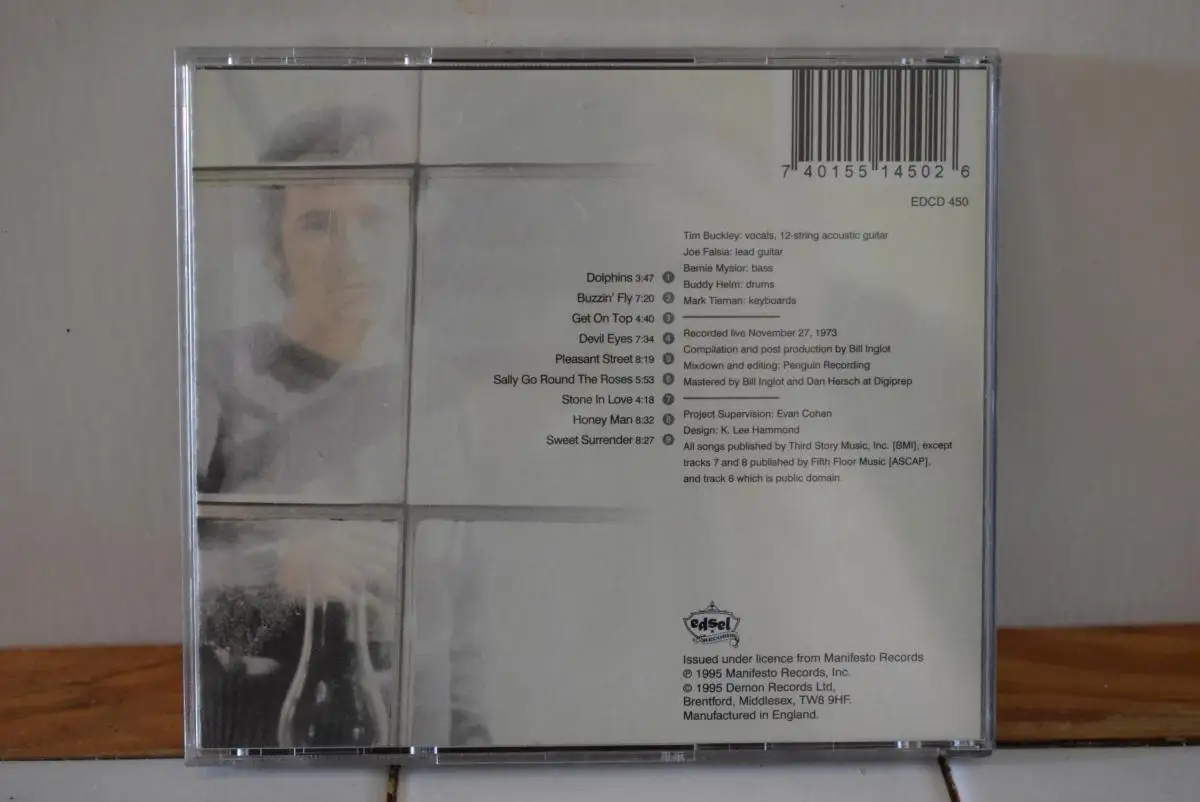 7 40155 14502 6
EDCD 450
Dolphins 3:47 1
Buzzin' Fly 7:20 2
Get On Top 4:40 3
Devil Eyes 7:34 4
Pleasant Street 8:19 5
Sally Go Round The Roses 5:53 6
Stone In Love 4:18 7
Honey Man 8:32 8
Sweet Surrender 8:27 9
Tim Buckley: vocals, 12-string acoustic guitar
Joe Falsia: lead guitar
Bernie Mysior: bass
Buddy Helm: drums
Mark Tiernan: keyboards
Recorded live November 27, 1973
Compilation and post production by Bill Inglot
Mixdown and editing: Penguin Recording
Mastered by Bill Inglot and Dan Hersch at Digiprep
Project Supervision: Evan Cohen
Design: K. Lee Hammond
All songs published by Third Story Music, Inc. [BMI], except
tracks 7 and 8 published by Fifth Floor Music [ASCAP],
and track 6 which is public domain.
edsel
RECORDS
Issued under licence from Manifesto Records
℗ 1995 Manifesto Records, Inc.
© 1995 Demon Records Ltd,
Brentford, Middlesex, TW8 9HF.
Manufactured in England.